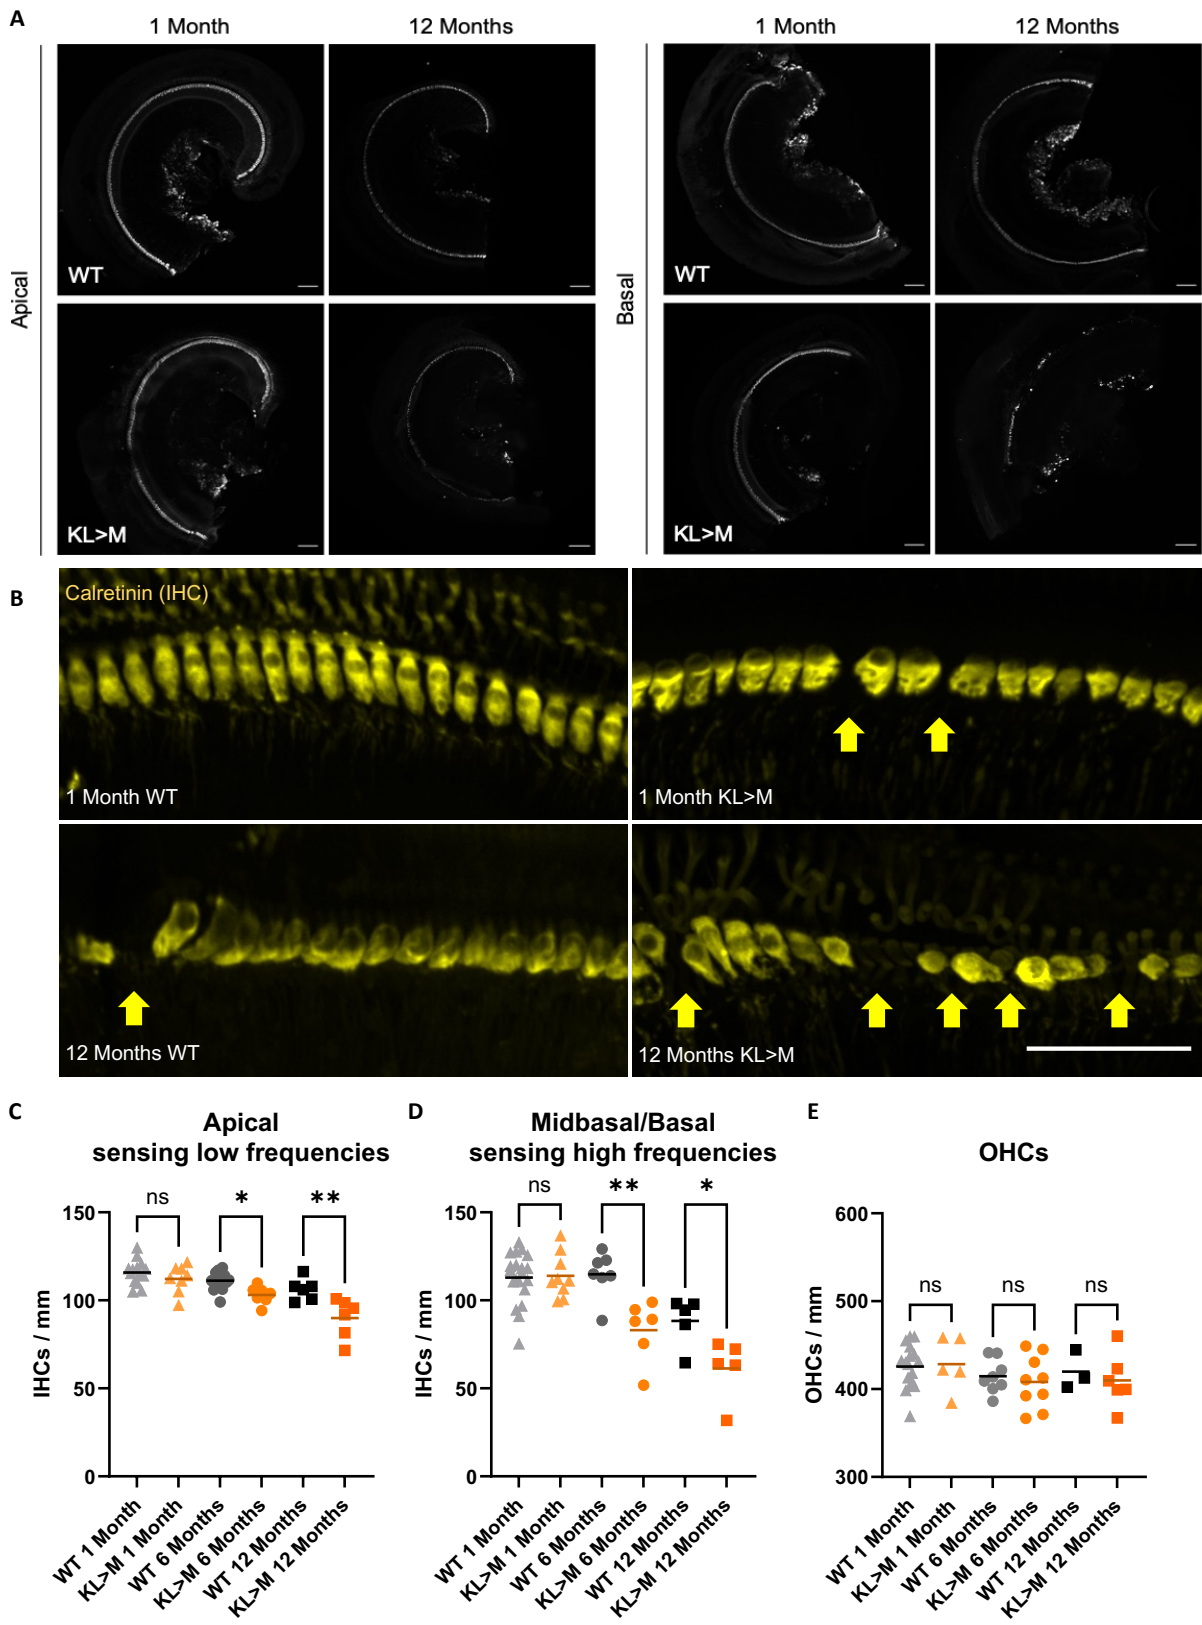 A
1 Month
12 Months
1 Month
12 Months
Apical
WT
KL>M
Basal
WT
KL>M
B
Calretinin (IHC)
1 Month WT
1 Month KL>M
12 Months WT
12 Months KL>M
C
Apical
sensing low frequencies
ns
*
**
150
100
50
0
IHCs / mm
WT 1 Month
KL>M 1 Month
WT 6 Months
KL>M 6 Months
WT 12 Months
KL>M 12 Months
D
Midbasal/Basal
sensing high frequencies
ns
**
*
150
100
50
0
IHCs / mm
WT 1 Month
KL>M 1 Month
WT 6 Months
KL>M 6 Months
WT 12 Months
KL>M 12 Months
E
OHCs
ns
ns
ns
600
500
400
300
OHCs / mm
WT 1 Month
KL>M 1 Month
WT 6 Months
KL>M 6 Months
WT 12 Months
KL>M 12 Months